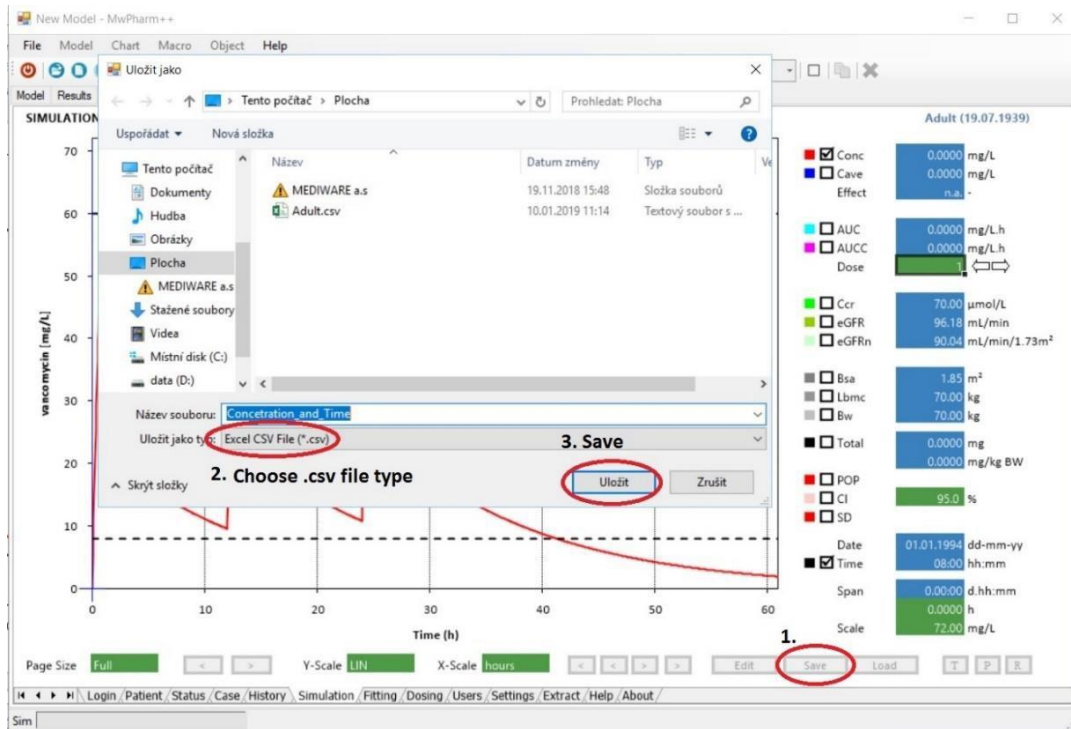 New Model - MwPharm++
File Model Chart Macro Object Help
Uložit jako
Model Results
Tento počítač > Plocha
Prohledat: Plocha
SIMULATION
Adult (19.07.1939)
Uspořádat Nová složka
Tento počítač
Dokumenty
Hudba
Obrázky
Plocha
MEDIWARE a.s
Stažené soubory
Videa
Místní disk (C:)
data (D:)
Název Datum změny Typ Ve
MEDIWARE a.s 19.11.2018 15:48 Složka souborů
Adult.csv 10.01.2019 11:14 Textový soubor s ...
Název souboru: Concetration_and_Time
Uložit jako typ: Excel CSV File (*.csv)
2. Choose .csv file type
3. Save
Skrýt složky
Uložit Zrušit
vancomycin [mg/L]
70
60
50
40
30
20
10
0
0 10 20 30 40 50 60
Time (h)
Conc 0.0000 mg/L
Cave 0.0000 mg/L
Effect n.a. -
AUC 0.0000 mg/L.h
AUCC 0.0000 mg/L.h
Dose 1
Ccr 70.00 µmol/L
eGFR 96.18 mL/min
eGFRn 90.04 mL/min/1.73m²
Bsa 1.85 m²
Lbmc 70.00 kg
Bw 70.00 kg
Total 0.0000 mg
0.0000 mg/kg BW
POP
CI 95.0 %
SD
Date 01.01.1994 dd-mm-yy
Time 08:00 hh:mm
Span 0.00:00 d.hh:mm
0.0000 h
Scale 72.00 mg/L
1.
Page Size Full < > Y-Scale LIN X-Scale hours < < > > Edit Save Load T P R
Login Patient Status Case History Simulation Fitting Dosing Users Settings Extract Help About
Sim